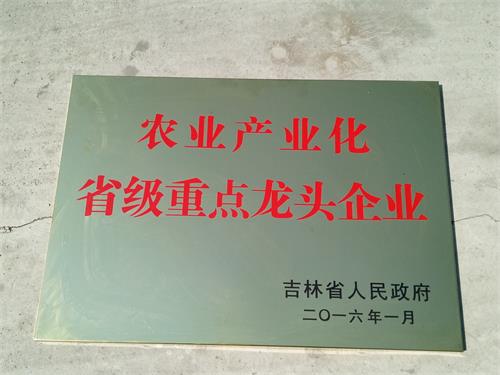 农业产业化
省级重点龙头企业
吉林省人民政府
二〇一六年一月